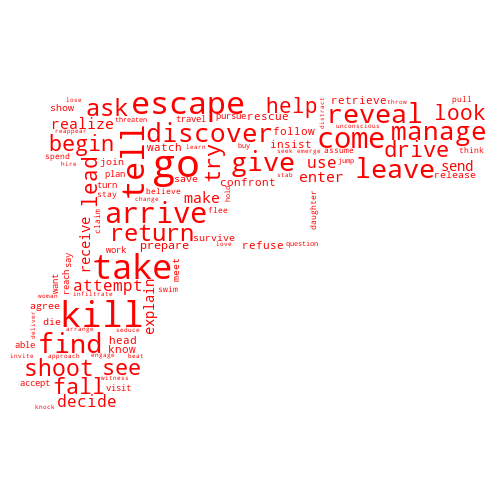 lose
show
reappear
ask
threaten
escape
travel
pursue
rescue
help
distract
retrieve
throw
pull
reveal
look
realize
begin
tell
discover
follow
insist
unconscious
come
manage
spend
hire
lead
join
watch
learn
try
buy
seek
emerge
assume
drive
think
go
give
use
leave
send
release
plan
turn
stay
believe
save
confront
stab
enter
jump
change
make
hold
daughter
claim
arrive
flee
receive
return
survive
love
work
prepare
refuse
question
say
reach
take
meet
want
attempt
explain
swim
woman
infiltrate
agree
kill
deliver
die
arrange
seduce
able
find
head
know
invite
approach
engage
beat
shoot
see
witness
accept
fall
visit
knock
decide